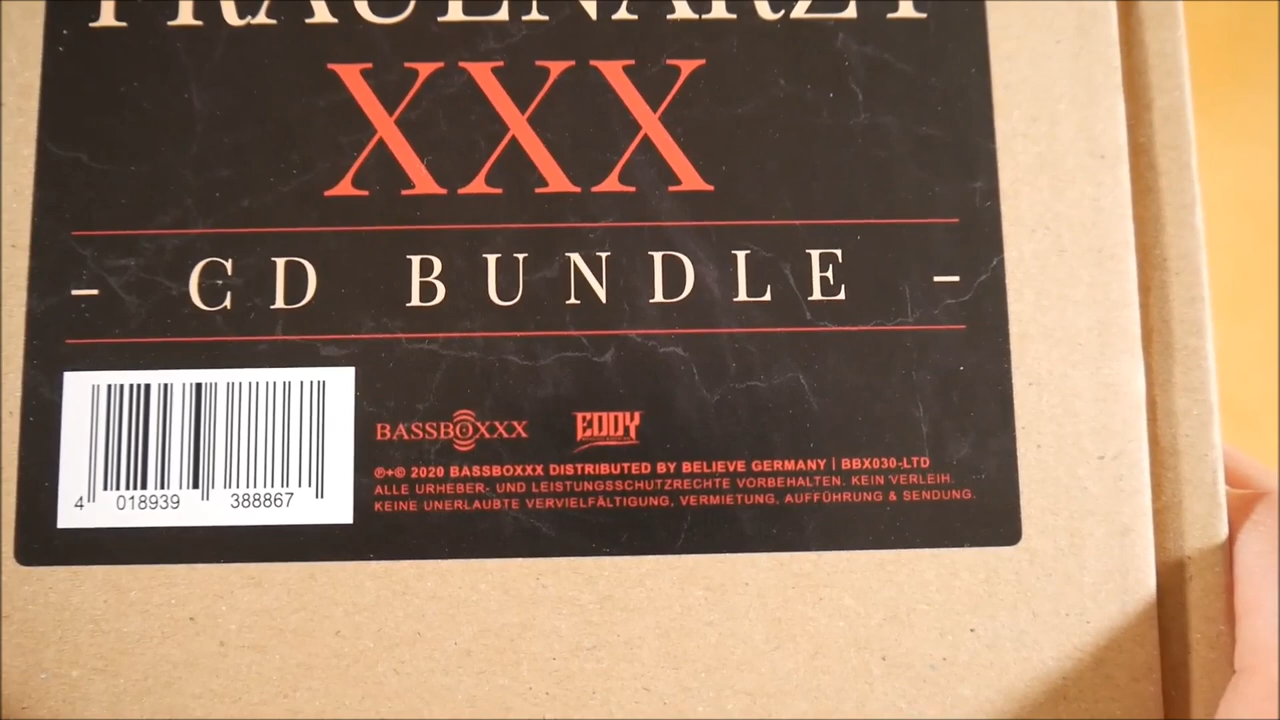 FRAUENARZT
XXX
- CD BUNDLE -
BASSBOXXX EDDY
℗+© 2020 BASSBOXXX DISTRIBUTED BY BELIEVE GERMANY | BBX030-LTD
ALLE URHEBER- UND LEISTUNGSSCHUTZRECHTE VORBEHALTEN. KEIN VERLEIH.
KEINE UNERLAUBTE VERVIELFÄLTIGUNG, VERMIETUNG, AUFFÜHRUNG & SENDUNG.
4 018939 388867